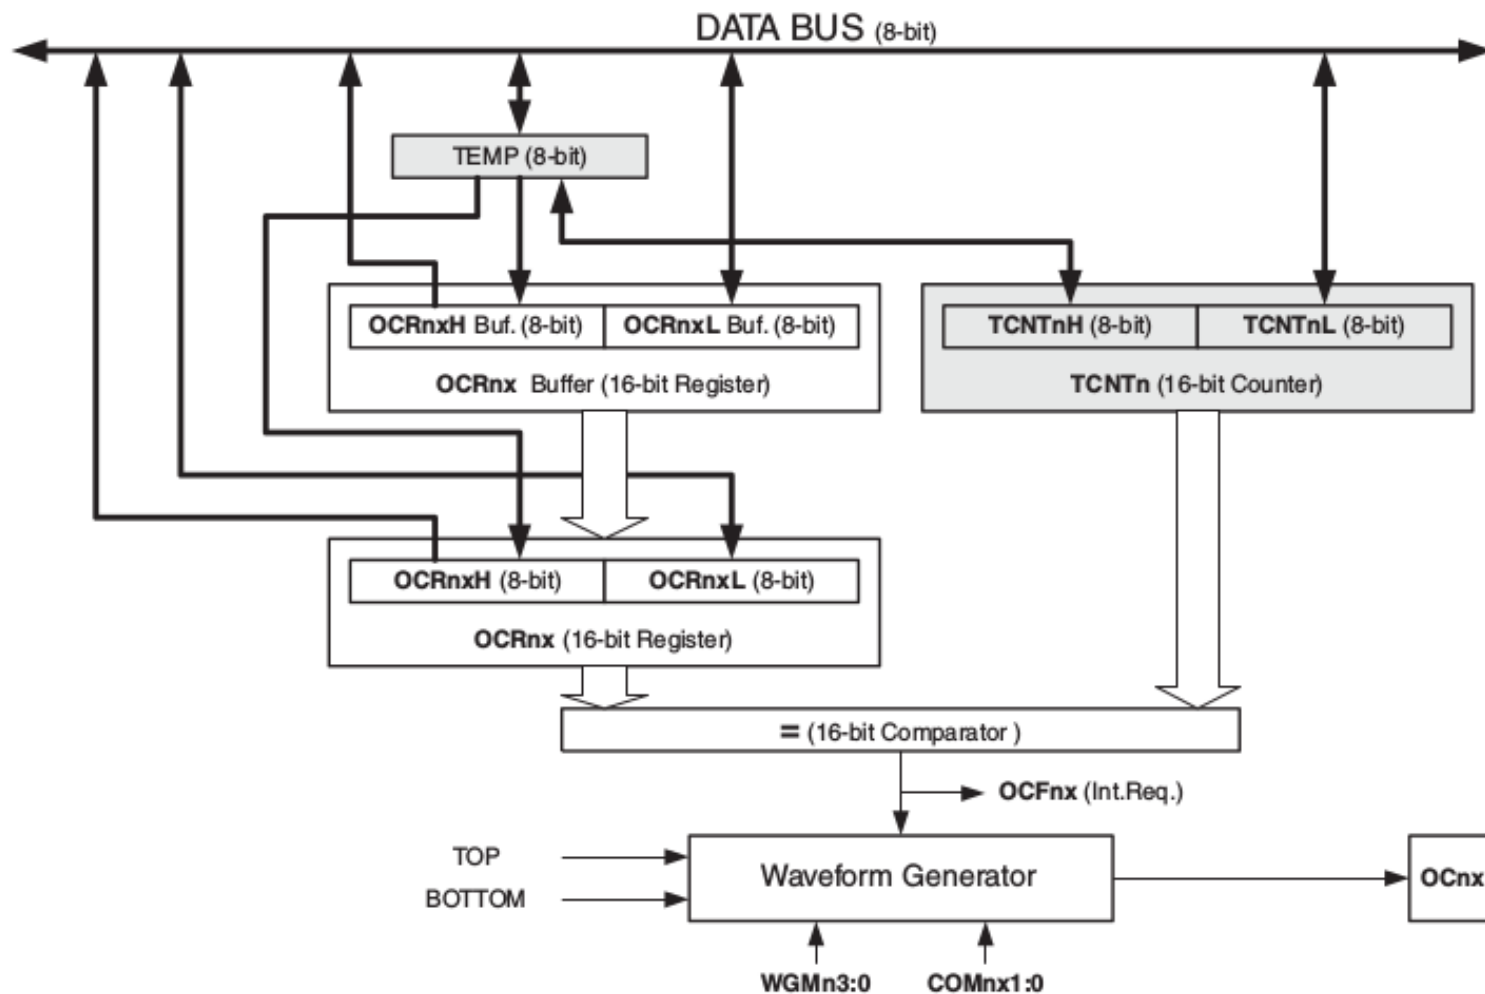 DATA BUS (8-bit)
TEMP (8-bit)
OCRnxH Buf. (8-bit)
OCRnxL Buf. (8-bit)
TCNTnH (8-bit)
TCNTnL (8-bit)
OCRnx Buffer (16-bit Register)
TCNTn (16-bit Counter)
OCRnxH (8-bit)
OCRnxL (8-bit)
OCRnx (16-bit Register)
= (16-bit Comparator )
OCFnx (Int.Req.)
TOP
BOTTOM
Waveform Generator
OCnx
WGMn3:0
COMnx1:0